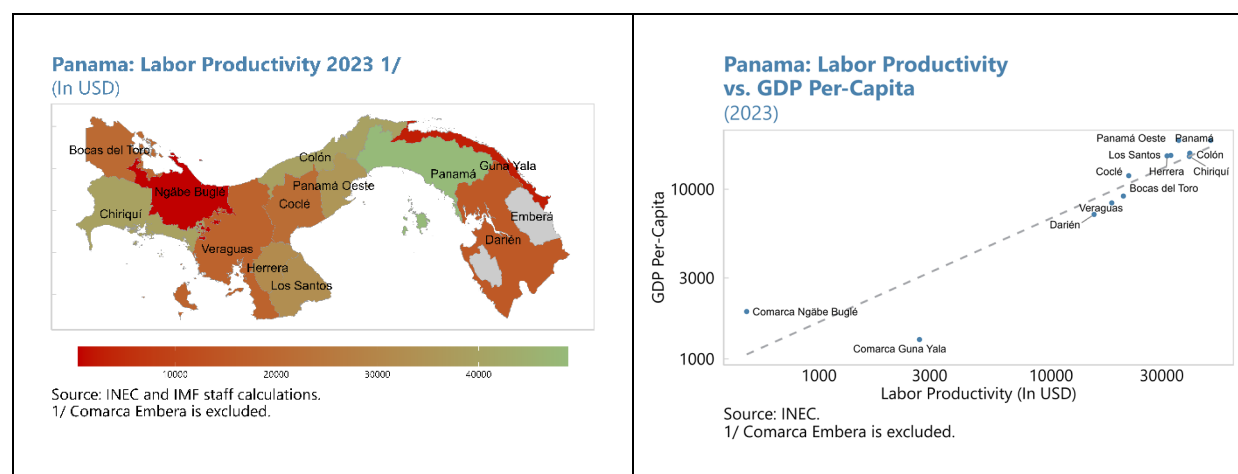 Panama: Labor Productivity 2023 1/
(In USD)
Bocas del Toro
Ngäbe Buglé
Chiriquí
Veraguas
Herrera
Los Santos
Coclé
Panamá Oeste
Colón
Panamá
Guna Yala
Emberá
Darién
10000
20000
30000
40000
Source: INEC and IMF staff calculations.
1/ Comarca Embera is excluded.
Panama: Labor Productivity
vs. GDP Per-Capita
(2023)
GDP Per-Capita
10000
3000
1000
Panamá Oeste
Panamá
Los Santos
Colón
Herrera
Chiriquí
Coclé
Bocas del Toro
Veraguas
Darién
Comarca Ngäbe Buglé
Comarca Guna Yala
1000
3000
10000
30000
Labor Productivity (In USD)
Source: INEC.
1/ Comarca Embera is excluded.